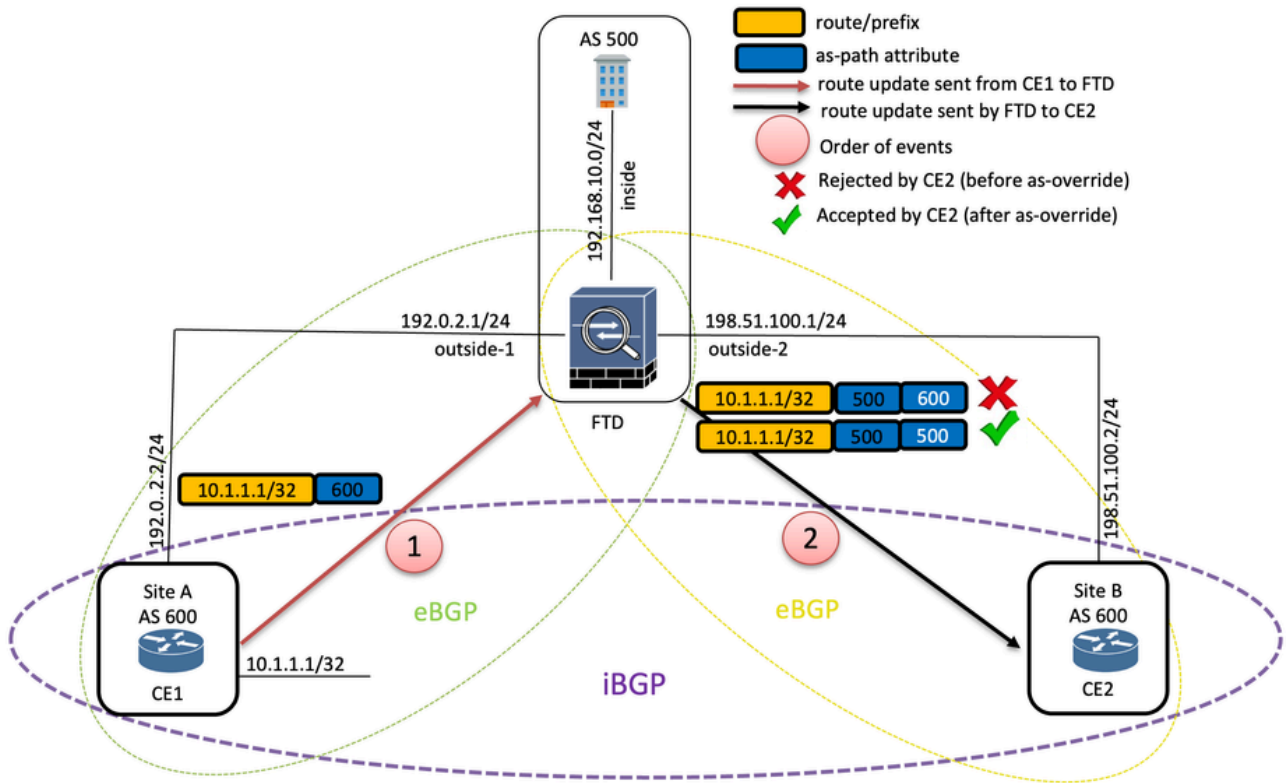 AS 500
192.168.10.0/24
inside
route/prefix
as-path attribute
route update sent from CE1 to FTD
route update sent by FTD to CE2
Order of events
Rejected by CE2 (before as-override)
Accepted by CE2 (after as-override)
192.0.2.1/24
outside-1
198.51.100.1/24
outside-2
FTD
10.1.1.1/32 500 600
10.1.1.1/32 500 500
192.0..2.2/24
198.51.100.2/24
10.1.1.1/32 600
1
2
eBGP
eBGP
iBGP
Site A
AS 600
CE1
10.1.1.1/32
Site B
AS 600
CE2